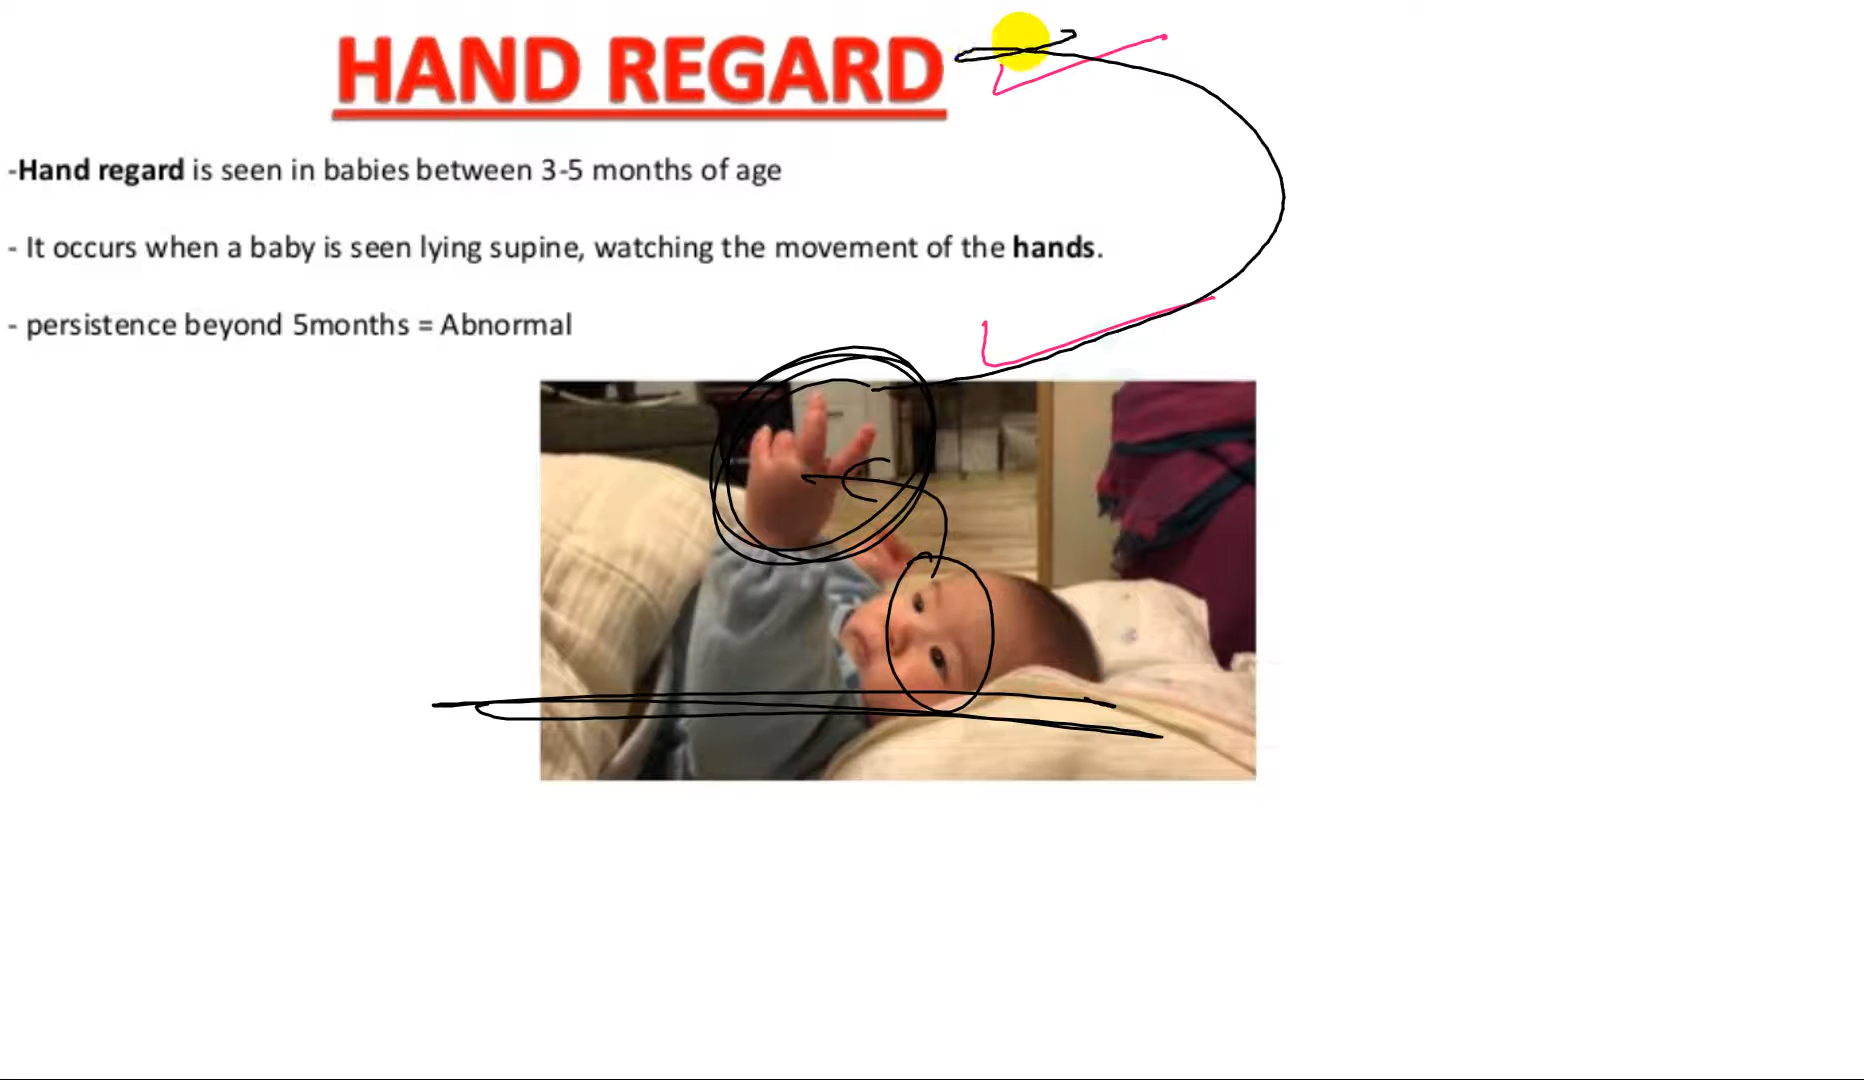 HAND REGARD
-Hand regard is seen in babies between 3-5 months of age
- It occurs when a baby is seen lying supine, watching the movement of the hands.
- persistence beyond 5months = Abnormal